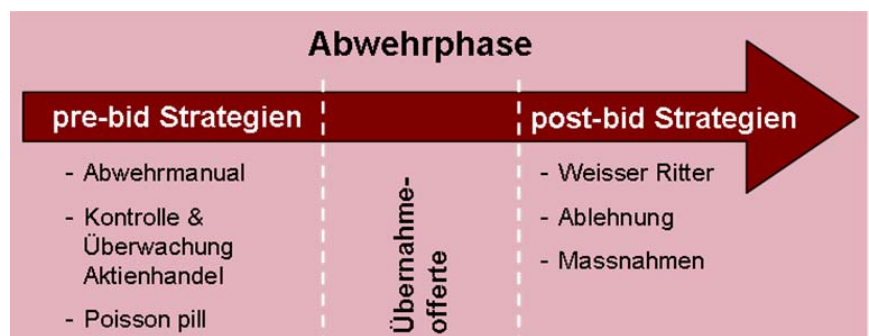 Abwehrphase
pre-bid Strategien
- Abwehrmanual
- Kontrolle &
Überwachung
Aktienhandel
- Poisson pill
Übernahme-
offerte
post-bid Strategien
- Weisser Ritter
- Ablehnung
- Massnahmen